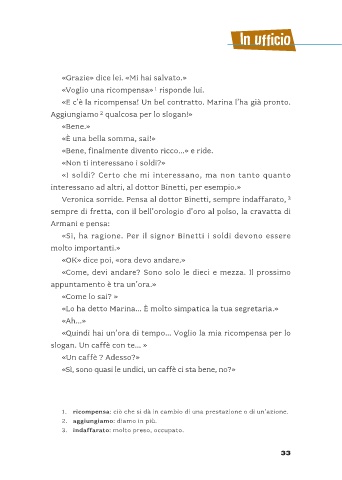 In ufficio
«Grazie» dice lei. «Mi hai salvato.»
«Voglio una ricompensa» 1 risponde lui.
«E c'è la ricompensa! Un bel contratto. Marina l'ha già pronto.
Aggiungiamo 2 qualcosa per lo slogan!»
«Bene.»
«È una bella somma, sai!»
«Bene, finalmente divento ricco...» e ride.
«Non ti interessano i soldi?»
«I soldi? Certo che mi interessano, ma non tanto quanto
interessano ad altri, al dottor Binetti, per esempio.»
Veronica sorride. Pensa al dottor Binetti, sempre indaffarato, 3
sempre di fretta, con il bell'orologio d'oro al polso, la cravatta di
Armani e pensa:
«Sì, ha ragione. Per il signor Binetti i soldi devono essere
molto importanti.»
«OK» dice poi, «ora devo andare.»
«Come, devi andare? Sono solo le dieci e mezza. Il prossimo
appuntamento è tra un'ora.»
«Come lo sai? »
«Lo ha detto Marina... È molto simpatica la tua segretaria.»
«Ah...»
«Quindi hai un'ora di tempo... Voglio la mia ricompensa per lo
slogan. Un caffè con te... »
«Un caffè ? Adesso?»
«Sì, sono quasi le undici, un caffè ci sta bene, no?»
1. ricompensa: ciò che si dà in cambio di una prestazione o di un'azione.
2. aggiungiamo: diamo in più.
3. indaffarato: molto preso, occupato.
33